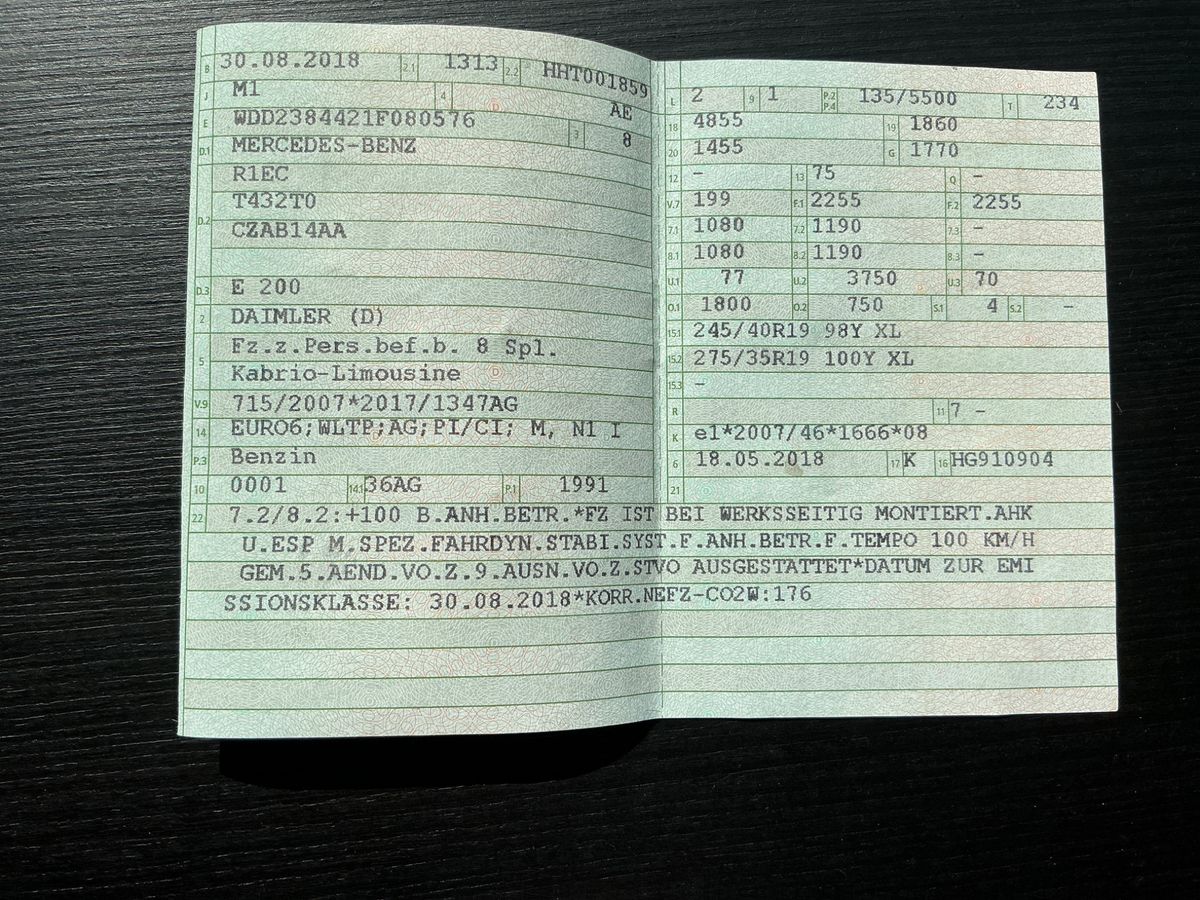 B 30.08.2018 2.1 1313 2.2 HHT001859
J M1 4 AE
E WDD2384421F080576 3 8
D.1 MERCEDES-BENZ
R1EC
D.2 T432T0
CZAB14AA
D.3 E 200
2 DAIMLER (D)
5 Fz.z.Pers.bef.b. 8 Spl.
Kabrio-Limousine
V.9 715/2007*2017/1347AG
14 EURO6;WLTP;AG;PI/CI; M, N1 I
P.3 Benzin
10 0001 14.1 36AG P.1 1991
L 2 9 1 P.2 P.4 135/5500 T 234
18 4855 19 1860
20 1455 G 1770
12 - 13 75 Q -
V.7 199 F.1 2255 F.2 2255
7.1 1080 7.2 1190 7.3 -
8.1 1080 8.2 1190 8.3 -
U.1 77 U.2 3750 U.3 70
O.1 1800 O.2 750 S.1 4 S.2 -
15.1 245/40R19 98Y XL
15.2 275/35R19 100Y XL
15.3 -
R 11 7 -
K e1*2007/46*1666*08
6 18.05.2018 17 K 16 HG910904
21
22 7.2/8.2:+100 B.ANH.BETR.*FZ IST BEI WERKSSEITIG MONTIERT.AHK
U.ESP M.SPEZ.FAHRDYN.STABI.SYST.F.ANH.BETR.F.TEMPO 100 KM/H
GEM.5.AEND.VO.Z.9.AUSN.VO.Z.STVO AUSGESTATTET*DATUM ZUR EMI
SSIONSKLASSE: 30.08.2018*KORR.NEFZ-CO2W:176